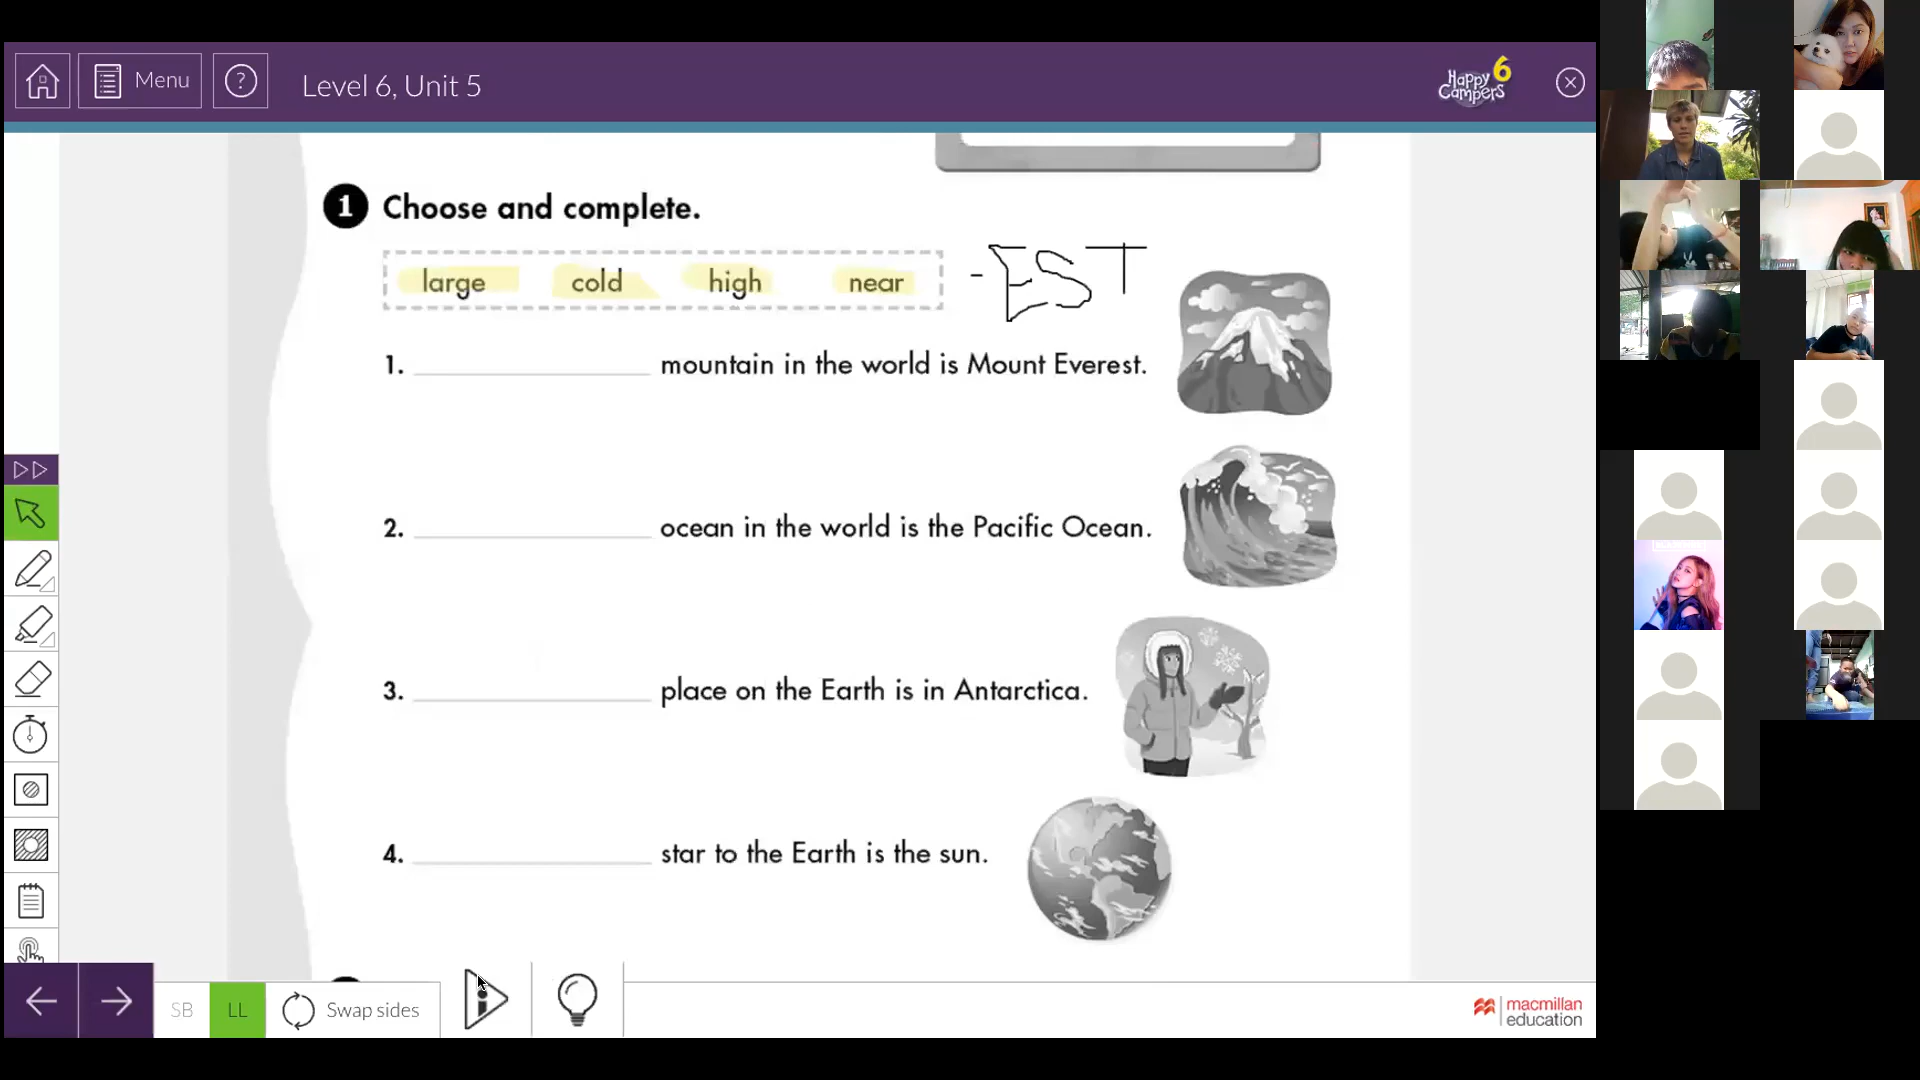 Menu
?
Level 6, Unit 5
Happy Campers 6
1 Choose and complete.
large cold high near
-EST
1. mountain in the world is Mount Everest.
2. ocean in the world is the Pacific Ocean.
3. place on the Earth is in Antarctica.
4. star to the Earth is the sun.
SB
LL
Swap sides
macmillan
education